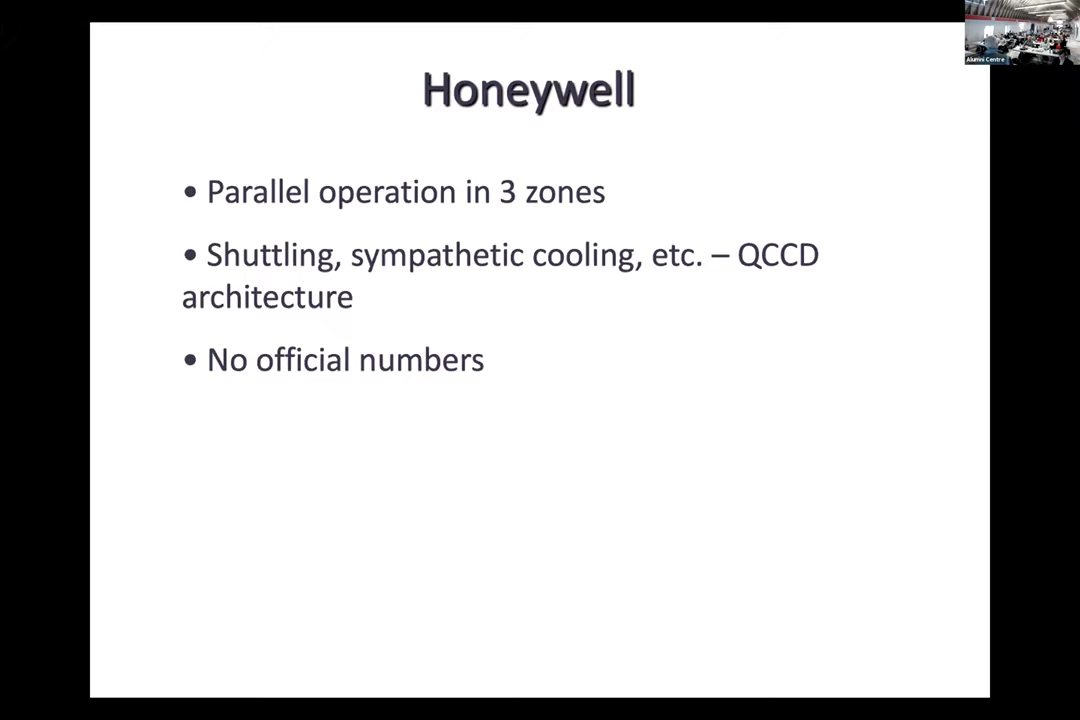 Alumni Centre
Honeywell
• Parallel operation in 3 zones
• Shuttling, sympathetic cooling, etc. – QCCD
architecture
• No official numbers